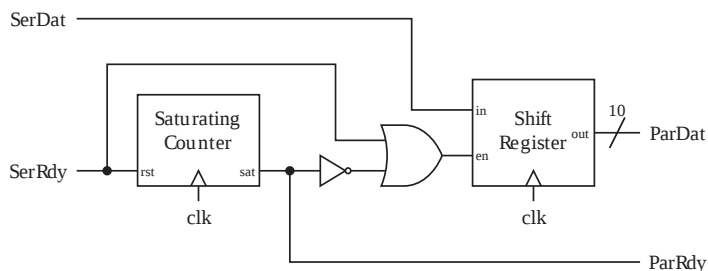 SerDat
10
Saturating
Counter
Shift
Register
in
out
en
ParDat
SerRdy
rst
sat
clk
clk
ParRdy